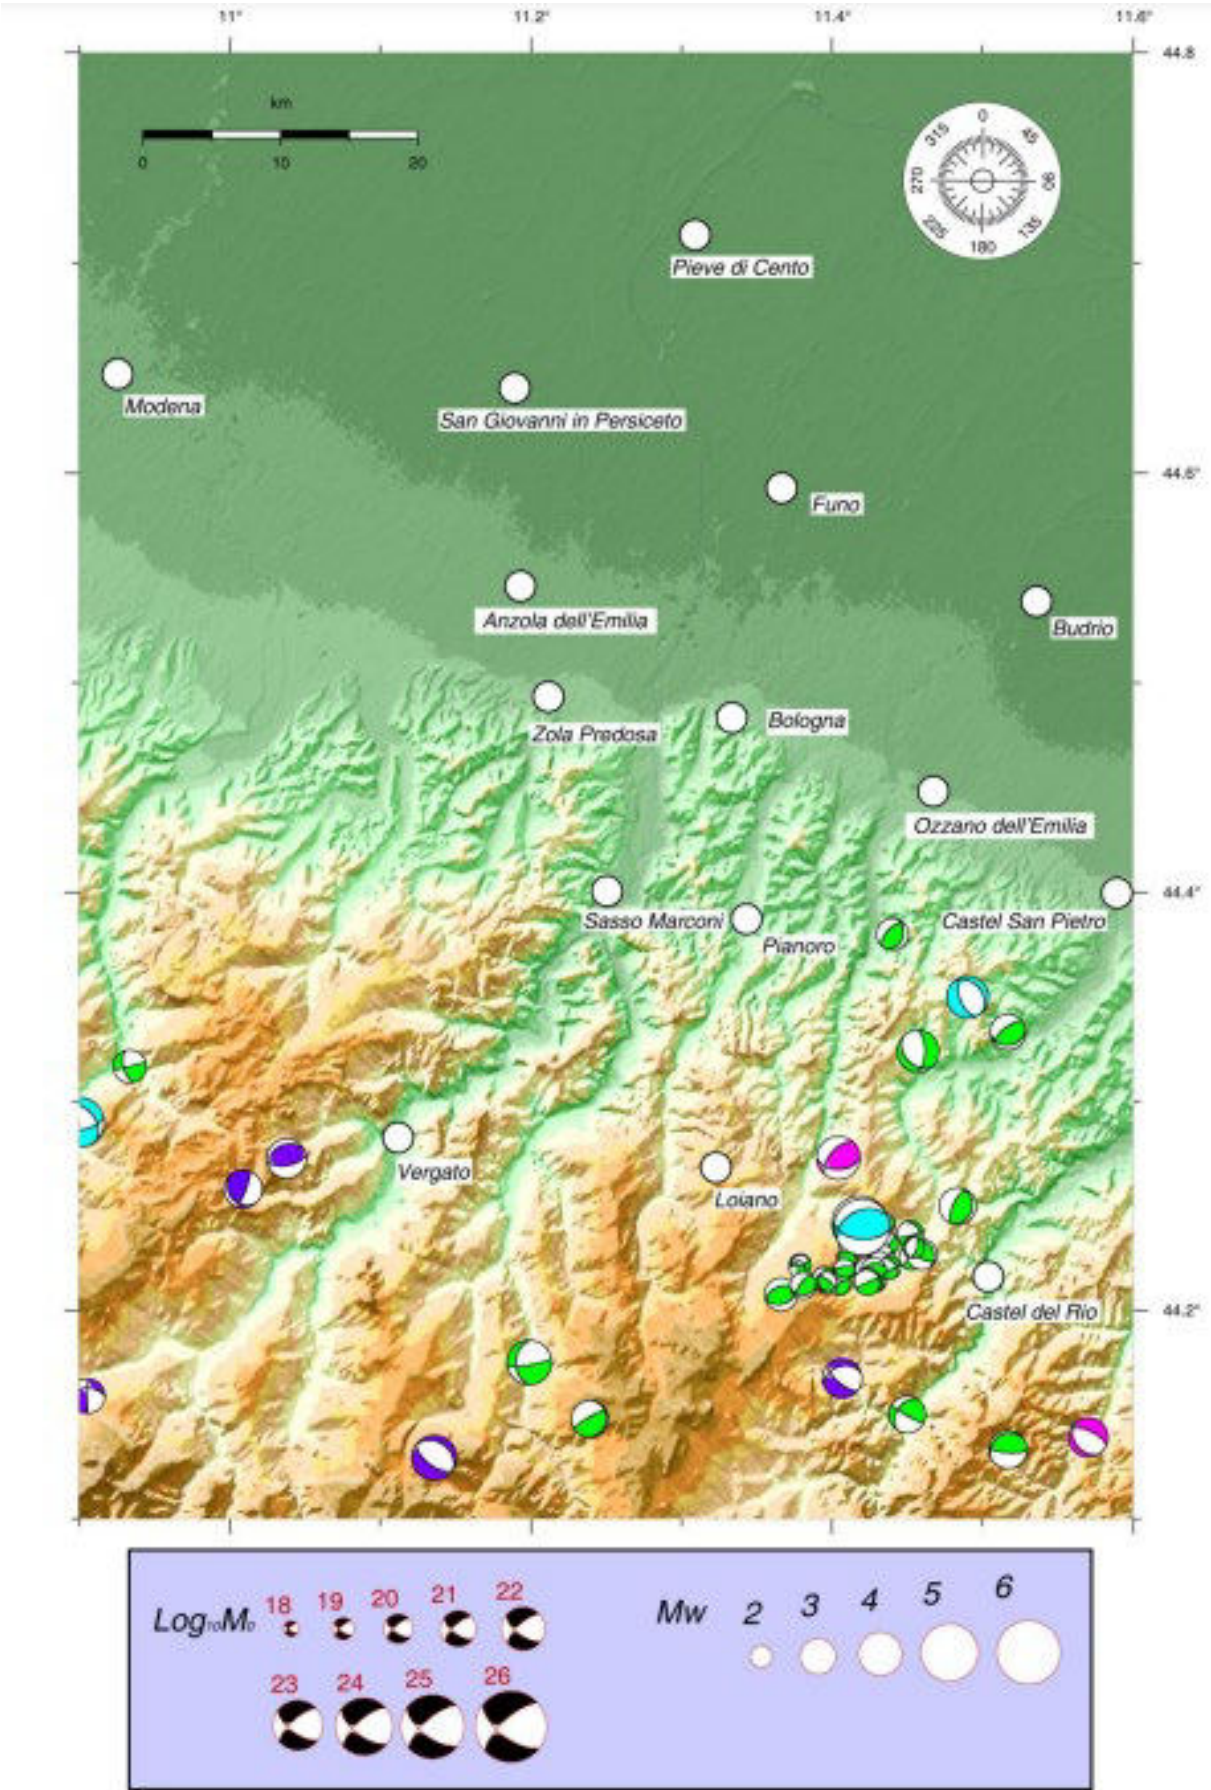 11° 11.2° 11.4° 11.6°
44.8
km
0 10 20
0
45
90
135
180
225
270
315
Pieve di Cento
Modena
San Giovanni in Persiceto
44.6°
Funo
Anzola dell'Emilia
Budrio
Zola Predosa
Bologna
Ozzano dell'Emilia
44.4°
Sasso Marconi
Castel San Pietro
Pianoro
Vergato
Loiano
44.2°
Castel del Rio
Log10M0
18 19 20 21 22
23 24 25 26
Mw 2 3 4 5 6